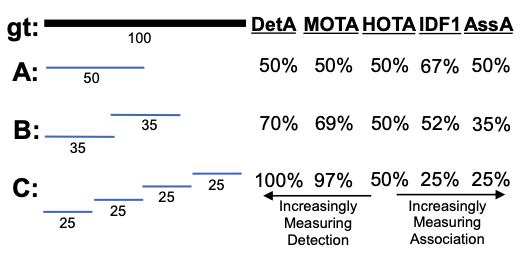 gt: DetA MOTA HOTA IDF1 AssA
100
A: 50% 50% 50% 67% 50%
50
B: 35 70% 69% 50% 52% 35%
35
C: 100% 97% 50% 25% 25%
25
25
25
25
Increasingly Measuring Detection
Increasingly Measuring Association